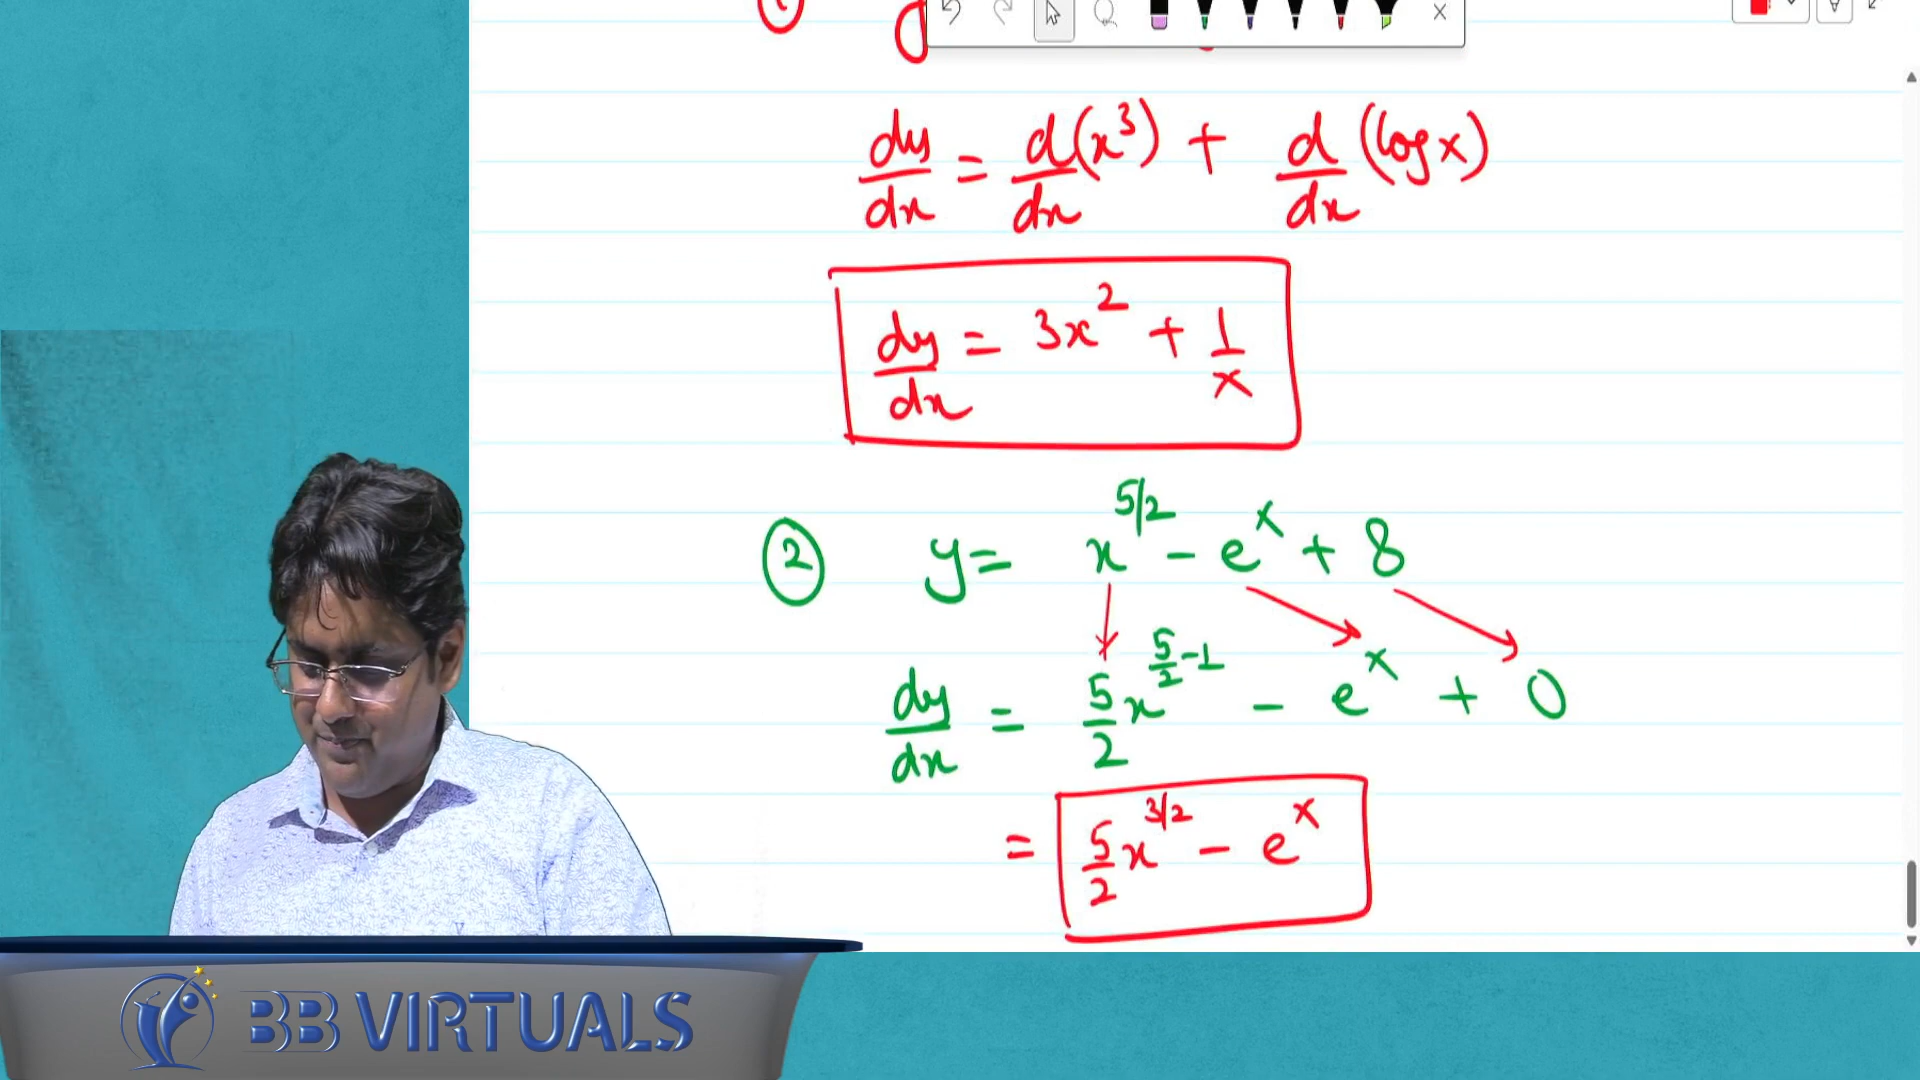 dy/dx = d/dx (x³) + d/dx (log x)
dy/dx = 3x² + 1/x
② y = x^5/2 - e^x + 8
dy/dx = 5/2 x^(5/2 - 1) - e^x + 0
= 5/2 x^3/2 - e^x
BB VIRTUALS